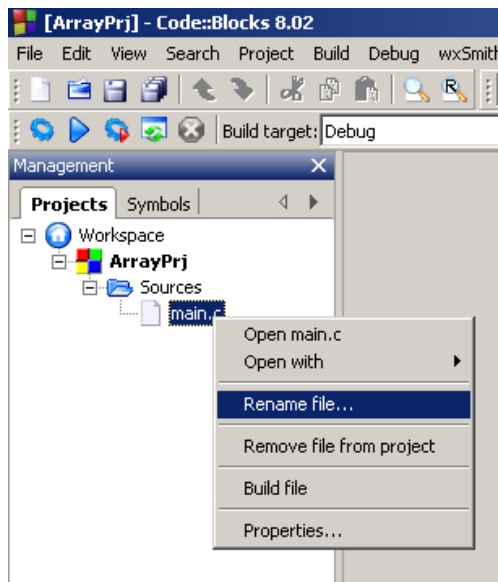 [ArrayPrj] - Code::Blocks 8.02
File Edit View Search Project Build Debug wxSmith
Build target: Debug
Management
Projects Symbols
Workspace
ArrayPrj
Sources
main.c
Open main.c
Open with
Rename file...
Remove file from project
Build file
Properties...